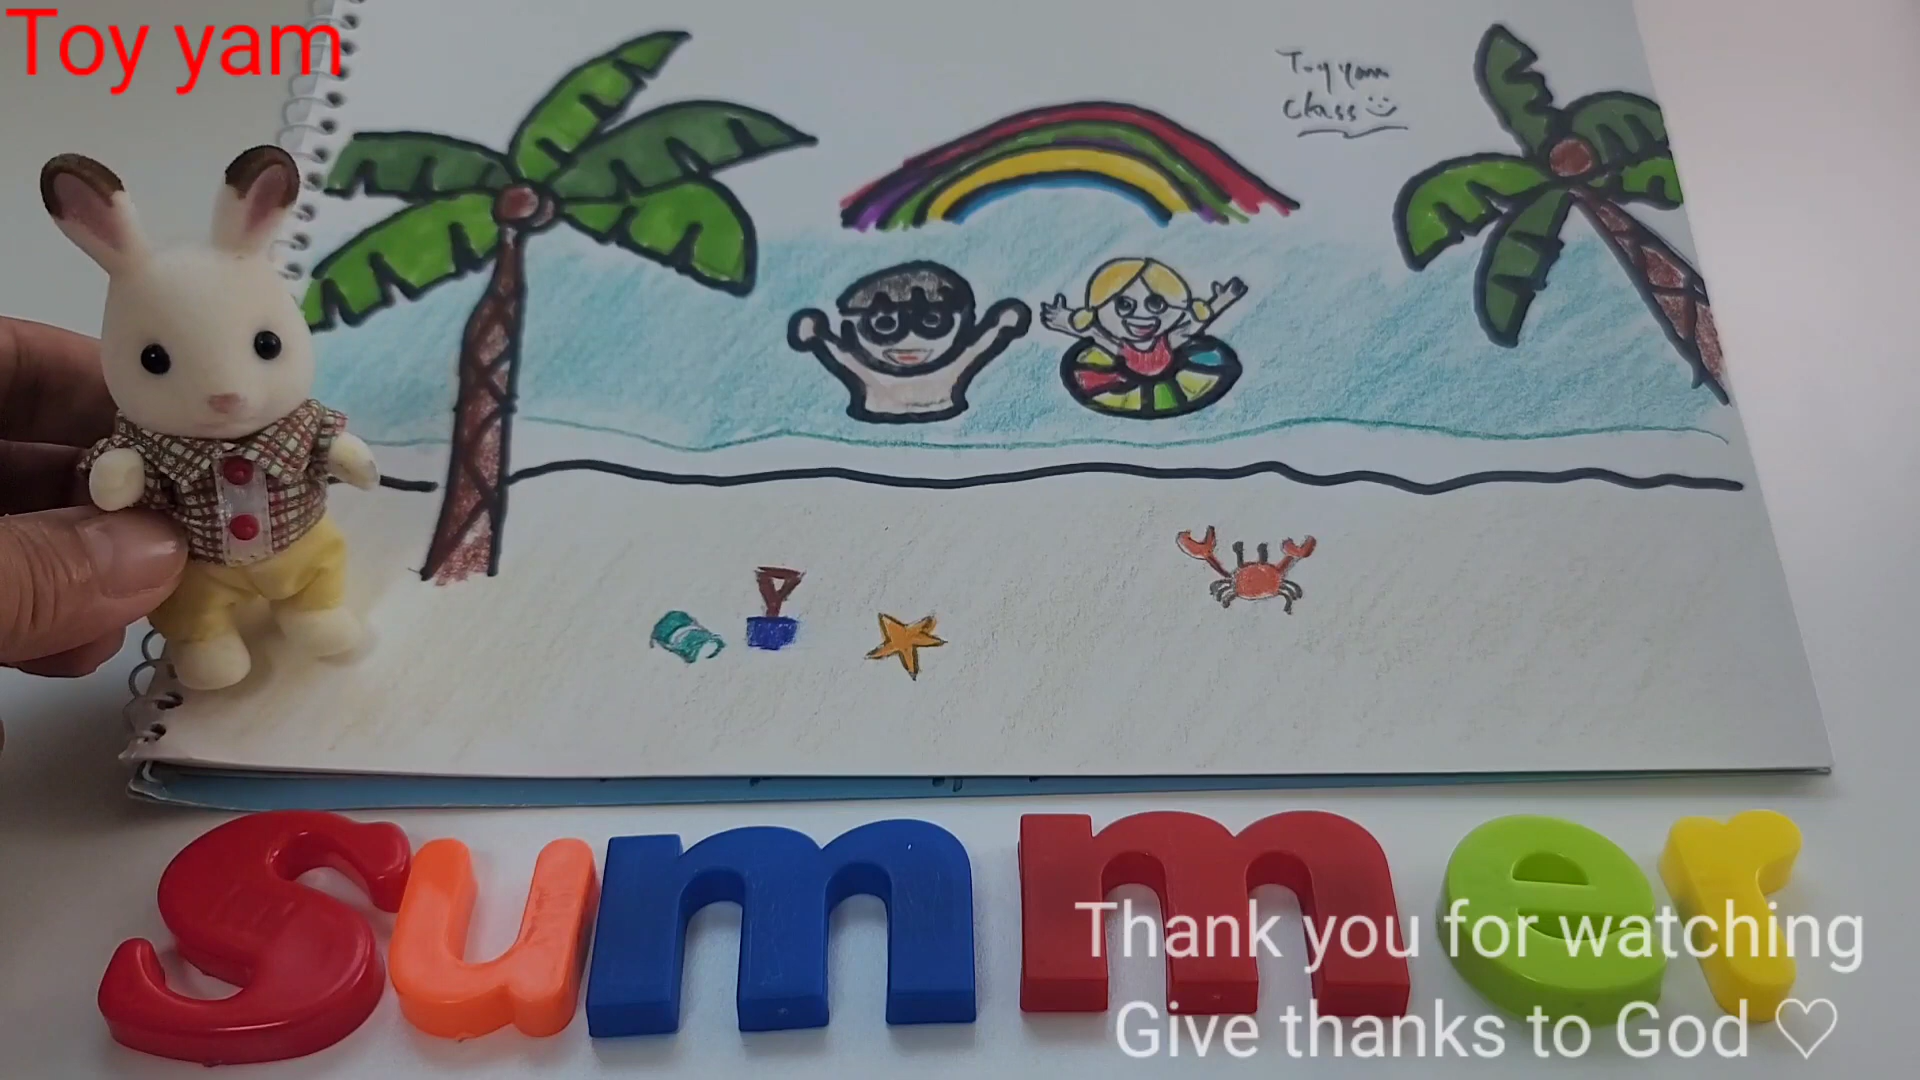 Toy yam
Toy yam
class
summer
Thank you for watching
Give thanks to God ♡